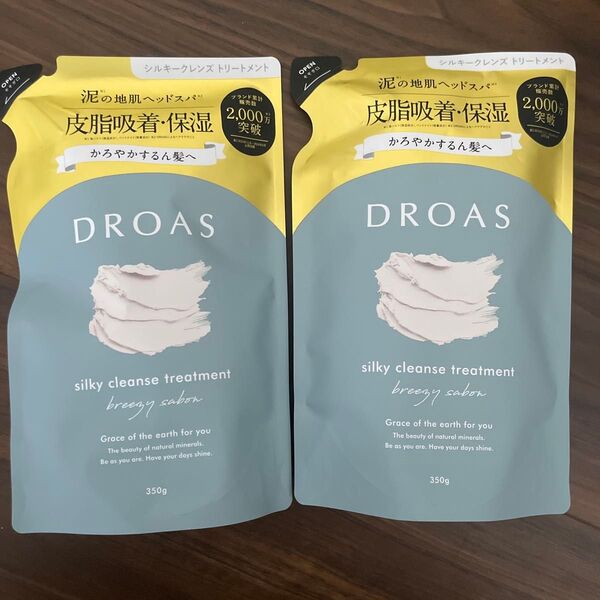 OPEN
シルキークレンズ トリートメント
泥の地肌ヘッドスパ
皮脂吸着・保湿
かろやかするん髪へ
ブランド累計
販売数
2,000万
突破
DROAS
silky cleanse treatment
breezy sabon
Grace of the earth for you
The beauty of natural minerals.
Be as you are. Have your days shine.
350g
OPEN
シルキークレンズ トリートメント
泥の地肌ヘッドスパ
皮脂吸着・保湿
かろやかするん髪へ
ブランド累計
販売数
2,000万
突破
DROAS
silky cleanse treatment
breezy sabon
Grace of the earth for you
The beauty of natural minerals.
Be as you are. Have your days shine.
350g